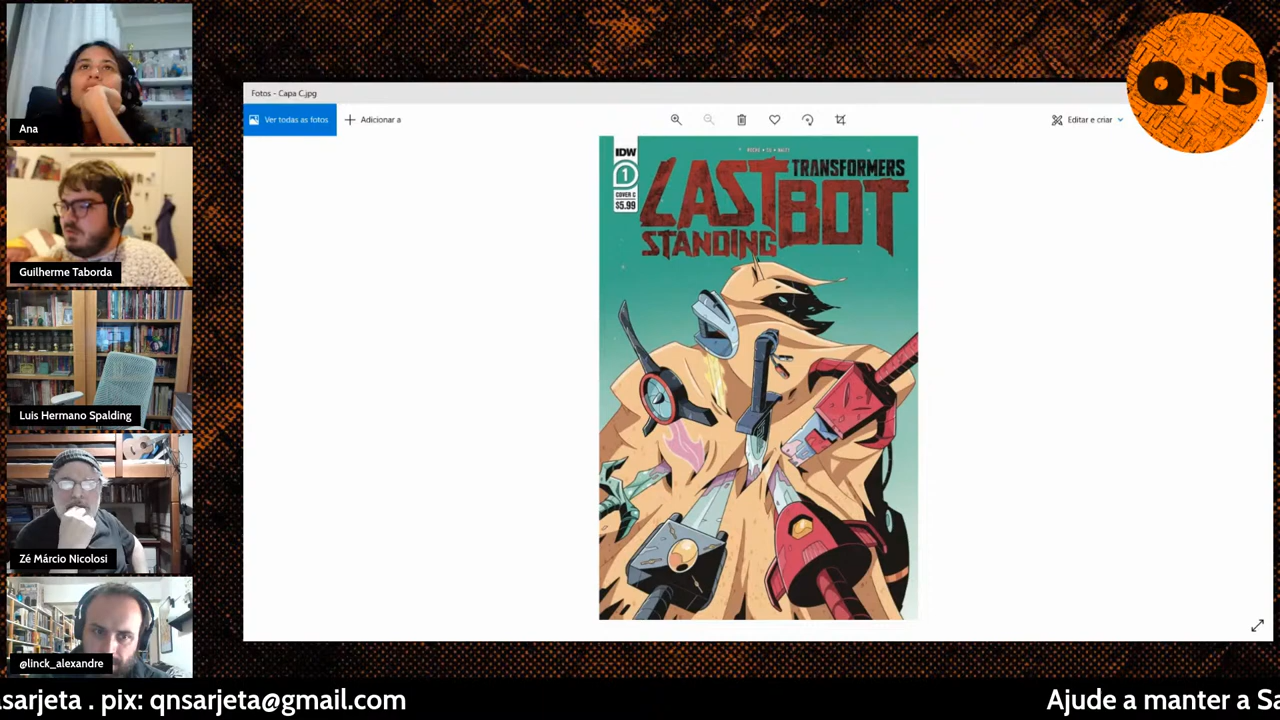 Ana
Guilherme Taborda
Luis Hermano Spalding
Zé Márcio Nicolosi
@linck_alexandre
Fotos - Capa C.jpg
Ver todas as fotos
Adicionar a
Editar e criar
QNS
IDW
1
COVER C
$5.99
TRANSFORMERS
LAST
BOT
STANDING
asarjeta . pix: qnsarjeta@gmail.com
Ajude a manter a Sa